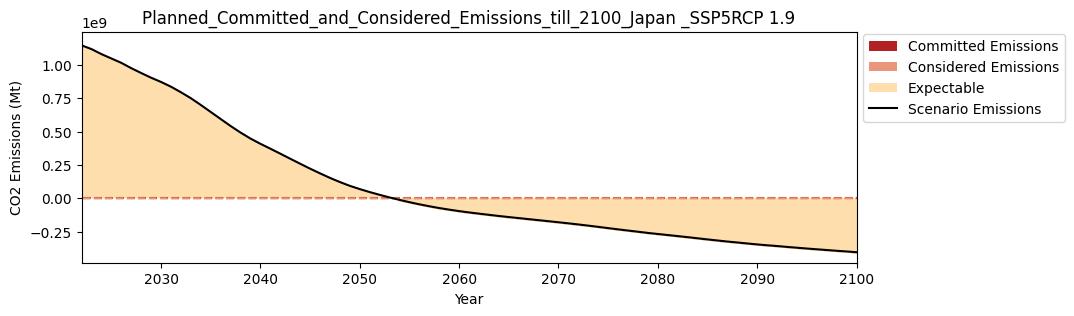 Planned_Committed_and_Considered_Emissions_till_2100_Japan _SSP5RCP 1.9
1e9
1.00
0.75
0.50
0.25
0.00
−0.25
CO2 Emissions (Mt)
2030 2040 2050 2060 2070 2080 2090 2100
Year
Committed Emissions
Considered Emissions
Expectable
Scenario Emissions